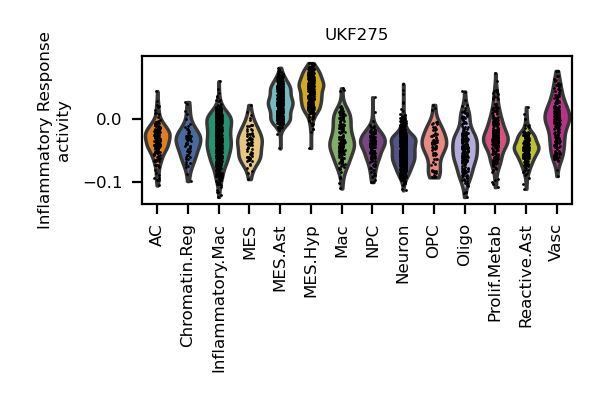 UKF275
Inflammatory Response
activity
0.0
−0.1
AC
Chromatin.Reg
Inflammatory.Mac
MES
MES.Ast
MES.Hyp
Mac
NPC
Neuron
OPC
Oligo
Prolif.Metab
Reactive.Ast
Vasc